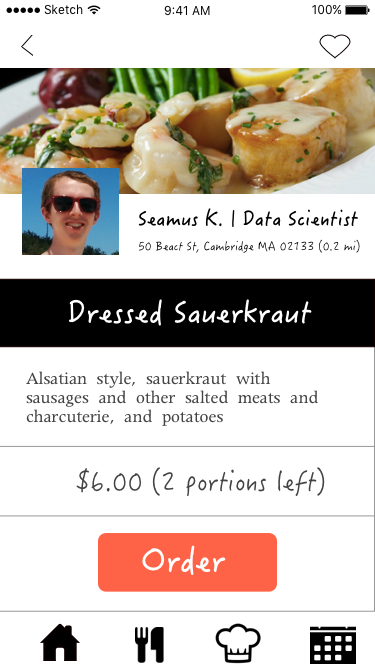 Sketch 9:41 AM 100%
Seamus K. | Data Scientist
50 Beact St, Cambridge MA 02133 (0.2 mi)
Dressed Sauerkraut
Alsatian style, sauerkraut with
sausages and other salted meats and
charcuterie, and potatoes
$6.00 (2 portions left)
Order